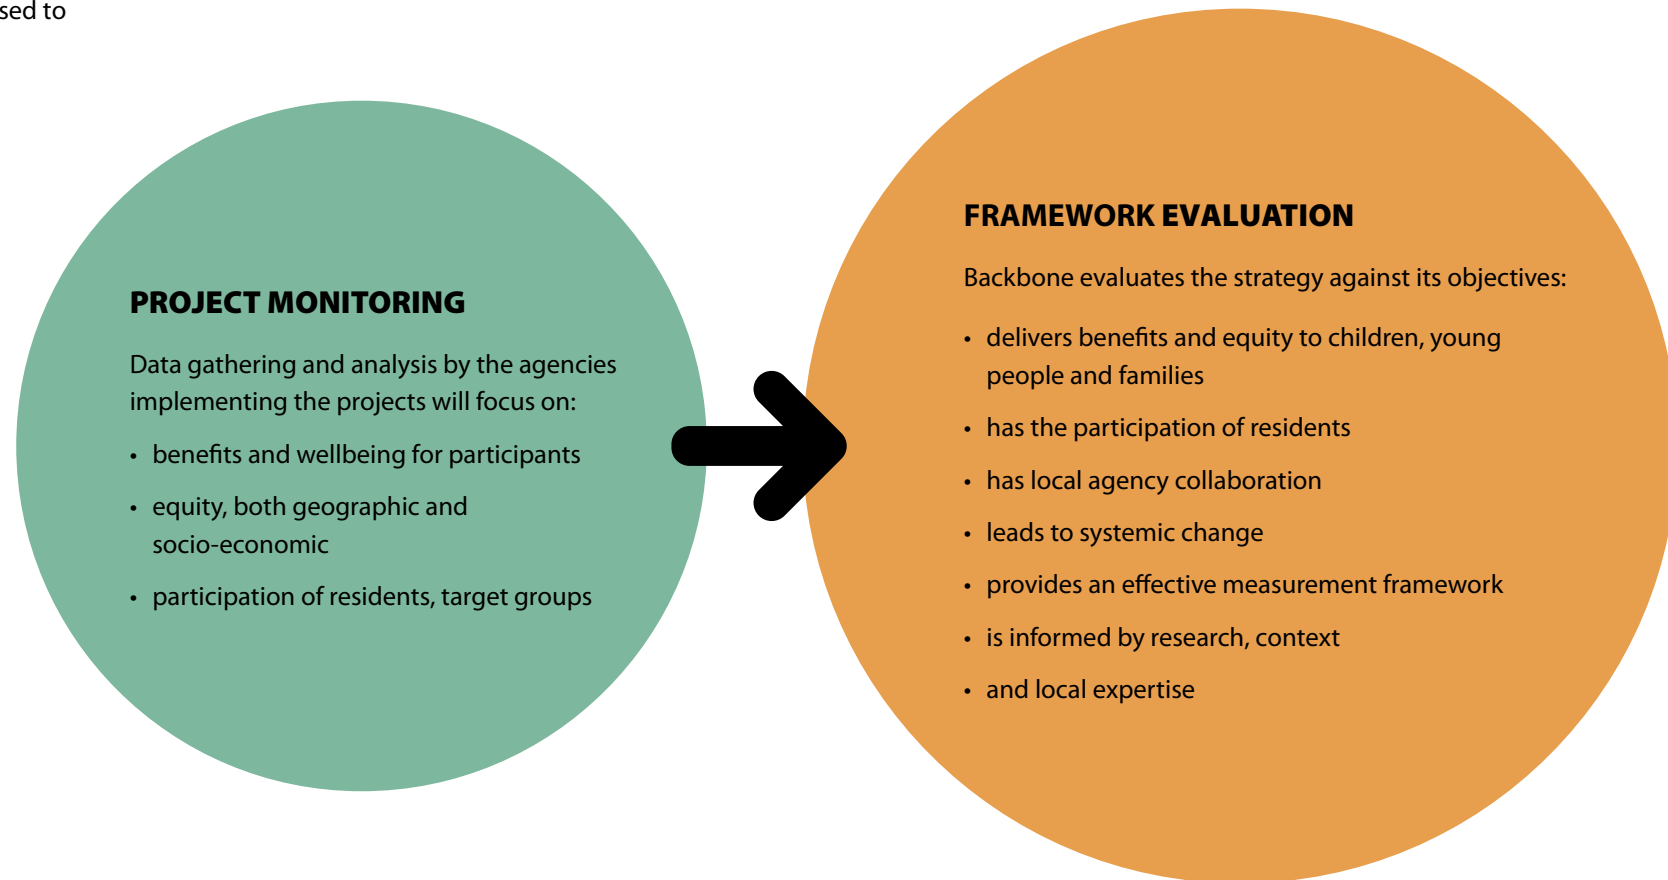 sed to
PROJECT MONITORING
Data gathering and analysis by the agencies
implementing the projects will focus on:
• benefits and wellbeing for participants
• equity, both geographic and
socio-economic
• participation of residents, target groups
FRAMEWORK EVALUATION
Backbone evaluates the strategy against its objectives:
• delivers benefits and equity to children, young
people and families
• has the participation of residents
• has local agency collaboration
• leads to systemic change
• provides an effective measurement framework
• is informed by research, context
• and local expertise